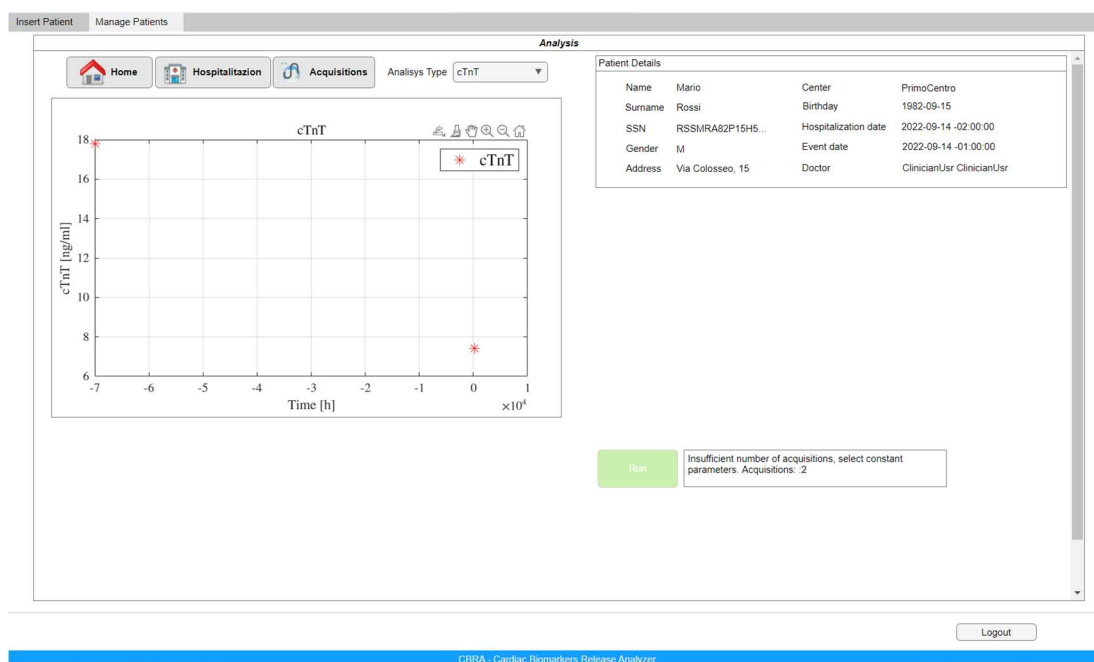 Insert Patient Manage Patients
Analysis
Home Hospitalitazion Acquisitions Analisys Type cTnT
cTnT
cTnT
18
16
14
12
10
8
6
cTnT [ng/ml]
-7 -6 -5 -4 -3 -2 -1 0 1
Time [h] ×10⁴
Patient Details
Name Mario Center PrimoCentro
Surname Rossi Birthday 1982-09-15
SSN RSSMRA82P15H5... Hospitalization date 2022-09-14 -02:00:00
Gender M Event date 2022-09-14 -01:00:00
Address Via Colosseo, 15 Doctor ClinicianUsr ClinicianUsr
Run
Insufficient number of acquisitions, select constant
parameters. Acquisitions: :2
Logout
CBRA - Cardiac Biomarkers Release Analyzer